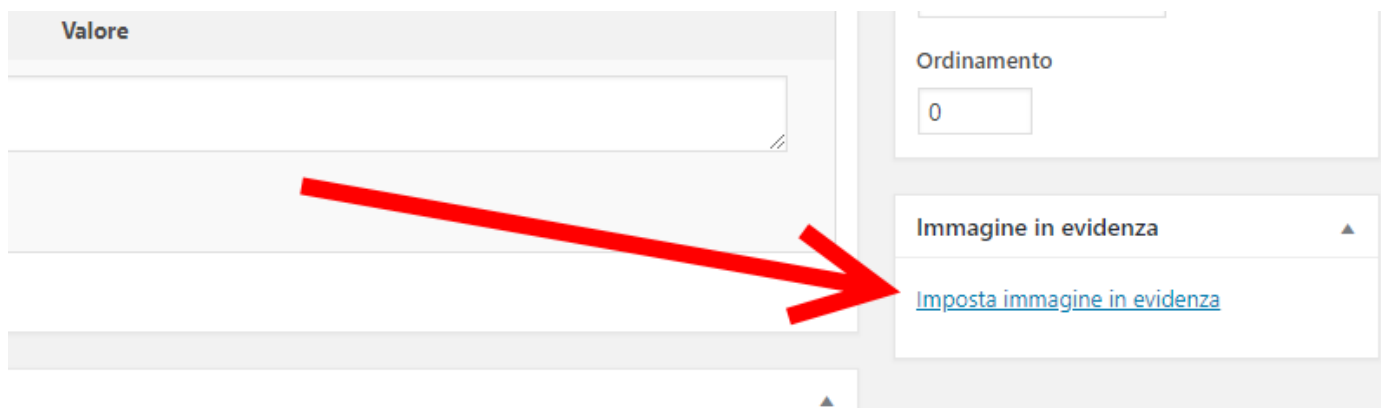 Valore
Ordinamento
0
Immagine in evidenza
Imposta immagine in evidenza